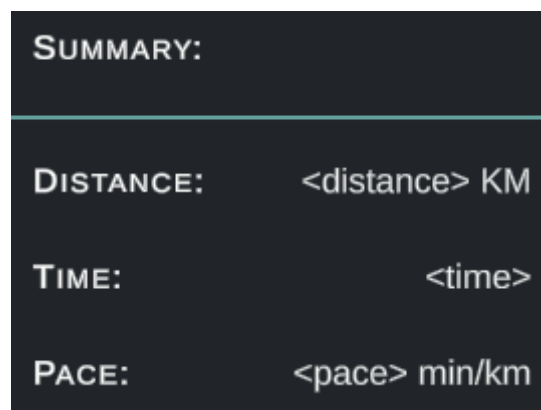 SUMMARY:
DISTANCE: <distance> KM
TIME: <time>
PACE: <pace> min/km